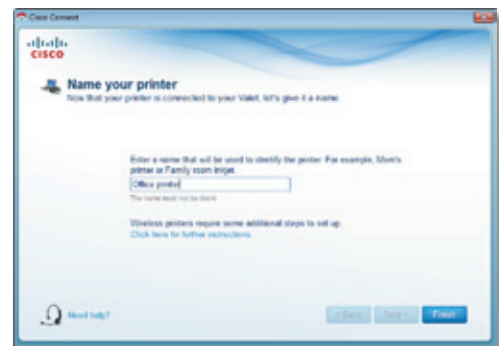 Cisco Connect
CISCO
Name your printer
Now that your printer is connected to your Valet, let's give it a name.
Enter a name that will be used to identify the printer. For example, Mom's
printer or Family room inkjet.
Office printer
The name must not be blank.
Wireless printers require some additional steps to set up.
Click here for further instructions.
Need help?
< Back
Next >
Finish